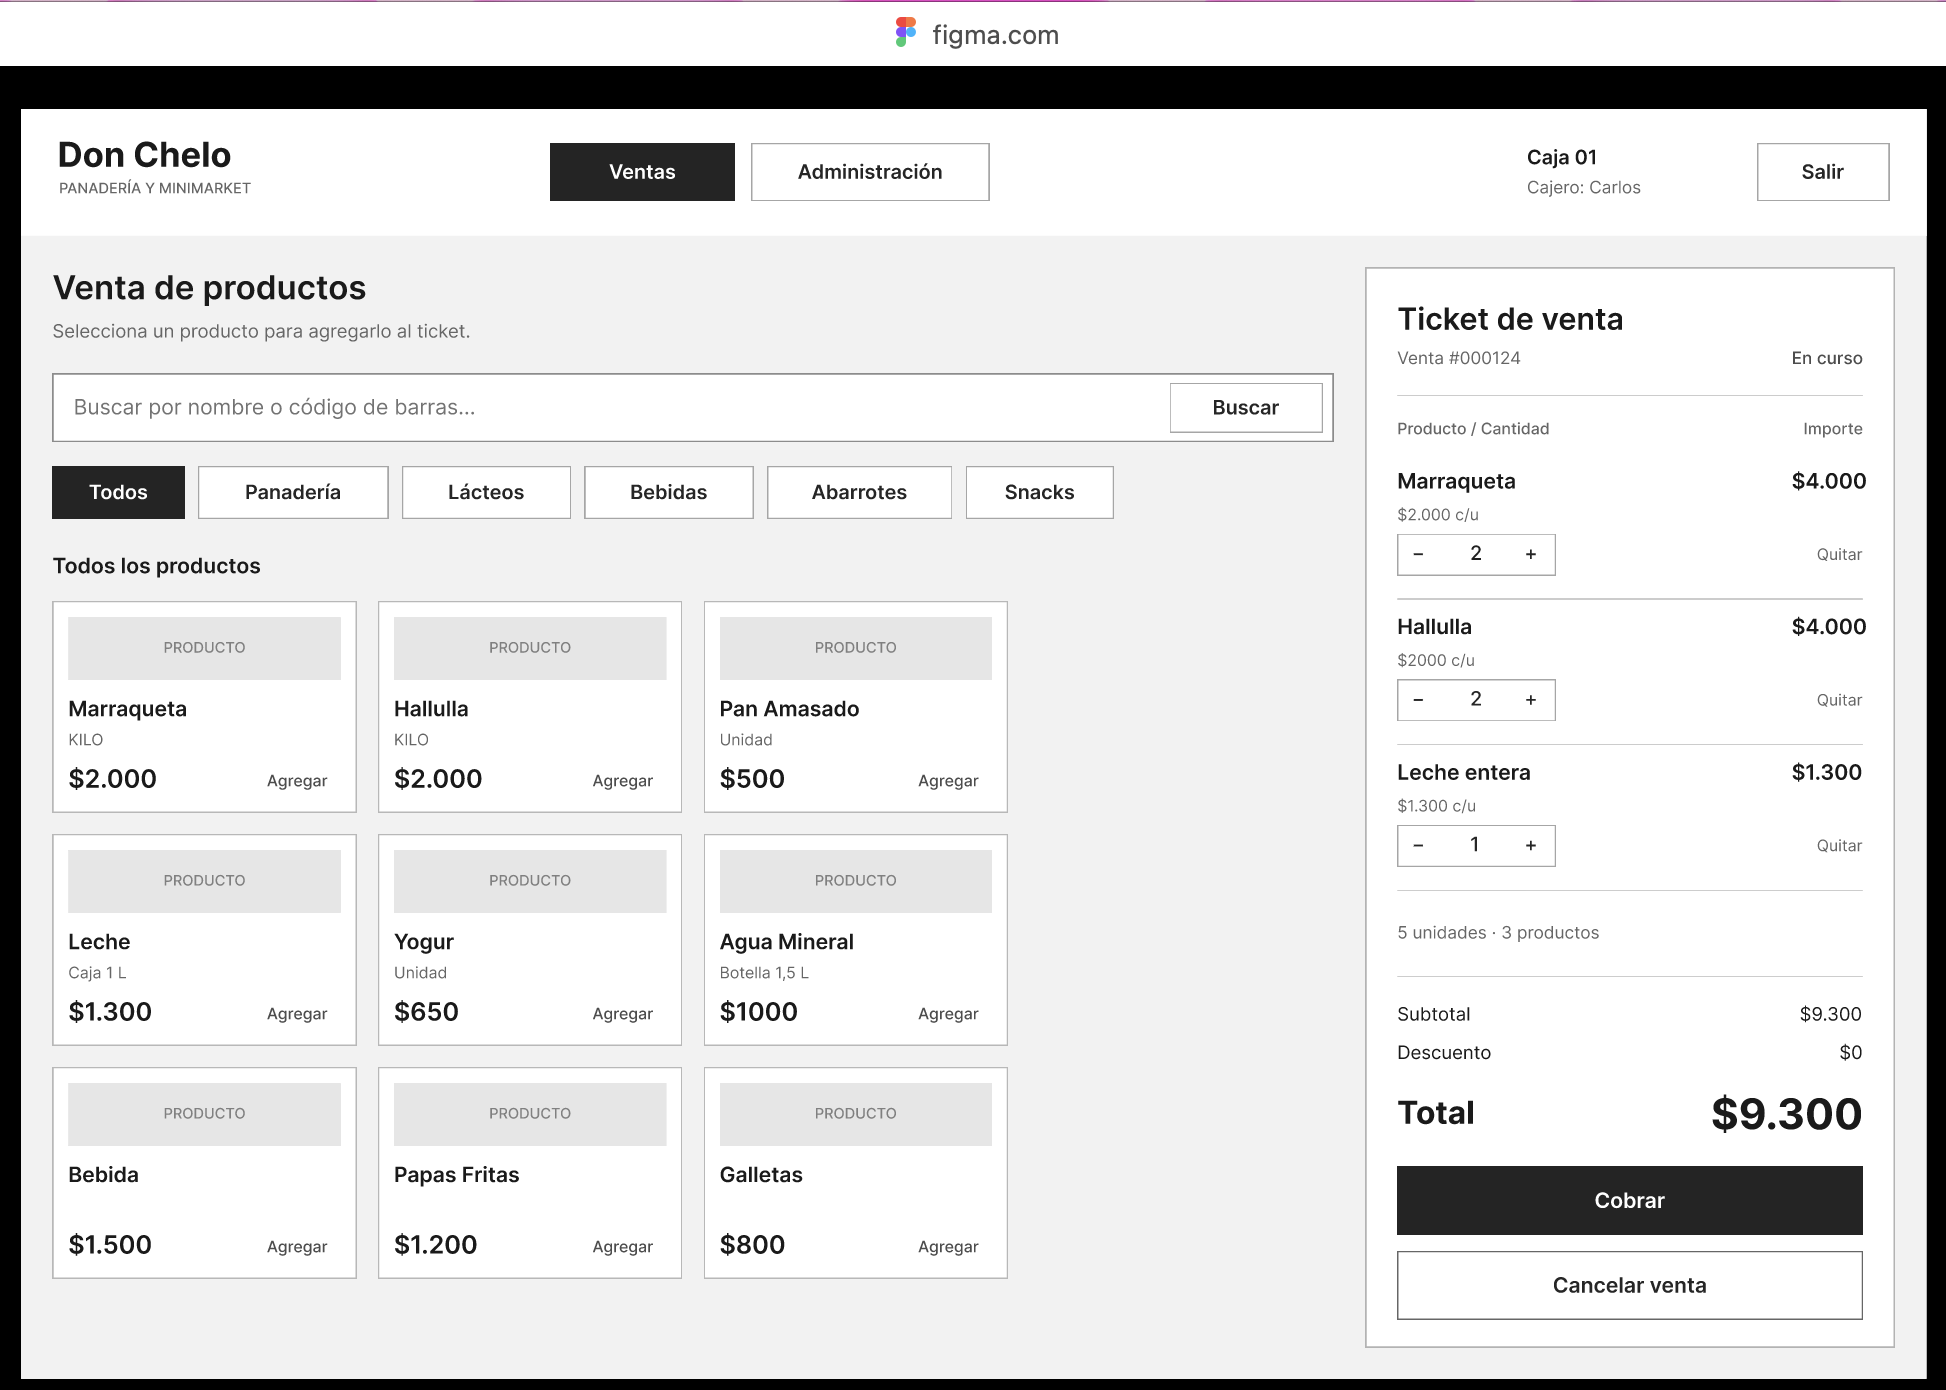 figma.com
Don Chelo
PANADERÍA Y MINIMARKET
Ventas
Administración
Caja 01
Cajero: Carlos
Salir
Venta de productos
Selecciona un producto para agregarlo al ticket.
Buscar por nombre o código de barras...
Buscar
Todos
Panadería
Lácteos
Bebidas
Abarrotes
Snacks
Todos los productos
PRODUCTO
Marraqueta
KILO
$2.000
Agregar
PRODUCTO
Hallulla
KILO
$2.000
Agregar
PRODUCTO
Pan Amasado
Unidad
$500
Agregar
PRODUCTO
Leche
Caja 1 L
$1.300
Agregar
PRODUCTO
Yogur
Unidad
$650
Agregar
PRODUCTO
Agua Mineral
Botella 1,5 L
$1000
Agregar
PRODUCTO
Bebida
$1.500
Agregar
PRODUCTO
Papas Fritas
$1.200
Agregar
PRODUCTO
Galletas
$800
Agregar
Ticket de venta
Venta #000124
En curso
Producto / Cantidad
Importe
Marraqueta
$4.000
$2.000 c/u
− 2 +
Quitar
Hallulla
$4.000
$2000 c/u
− 2 +
Quitar
Leche entera
$1.300
$1.300 c/u
− 1 +
Quitar
5 unidades · 3 productos
Subtotal
$9.300
Descuento
$0
Total
$9.300
Cobrar
Cancelar venta